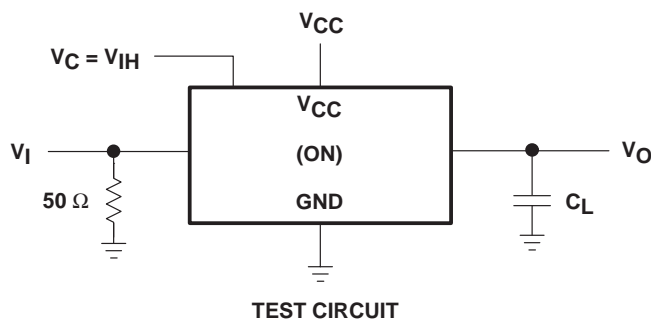 VCC
VC = VIH
VCC
VI
(ON)
VO
50 Ω
GND
CL
TEST CIRCUIT